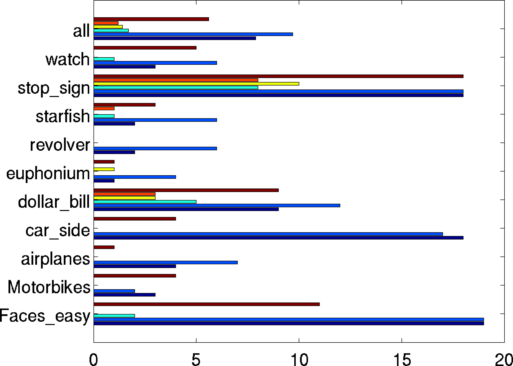 all
watch
stop_sign
starfish
revolver
euphonium
dollar_bill
car_side
airplanes
Motorbikes
Faces_easy
0 5 10 15 20